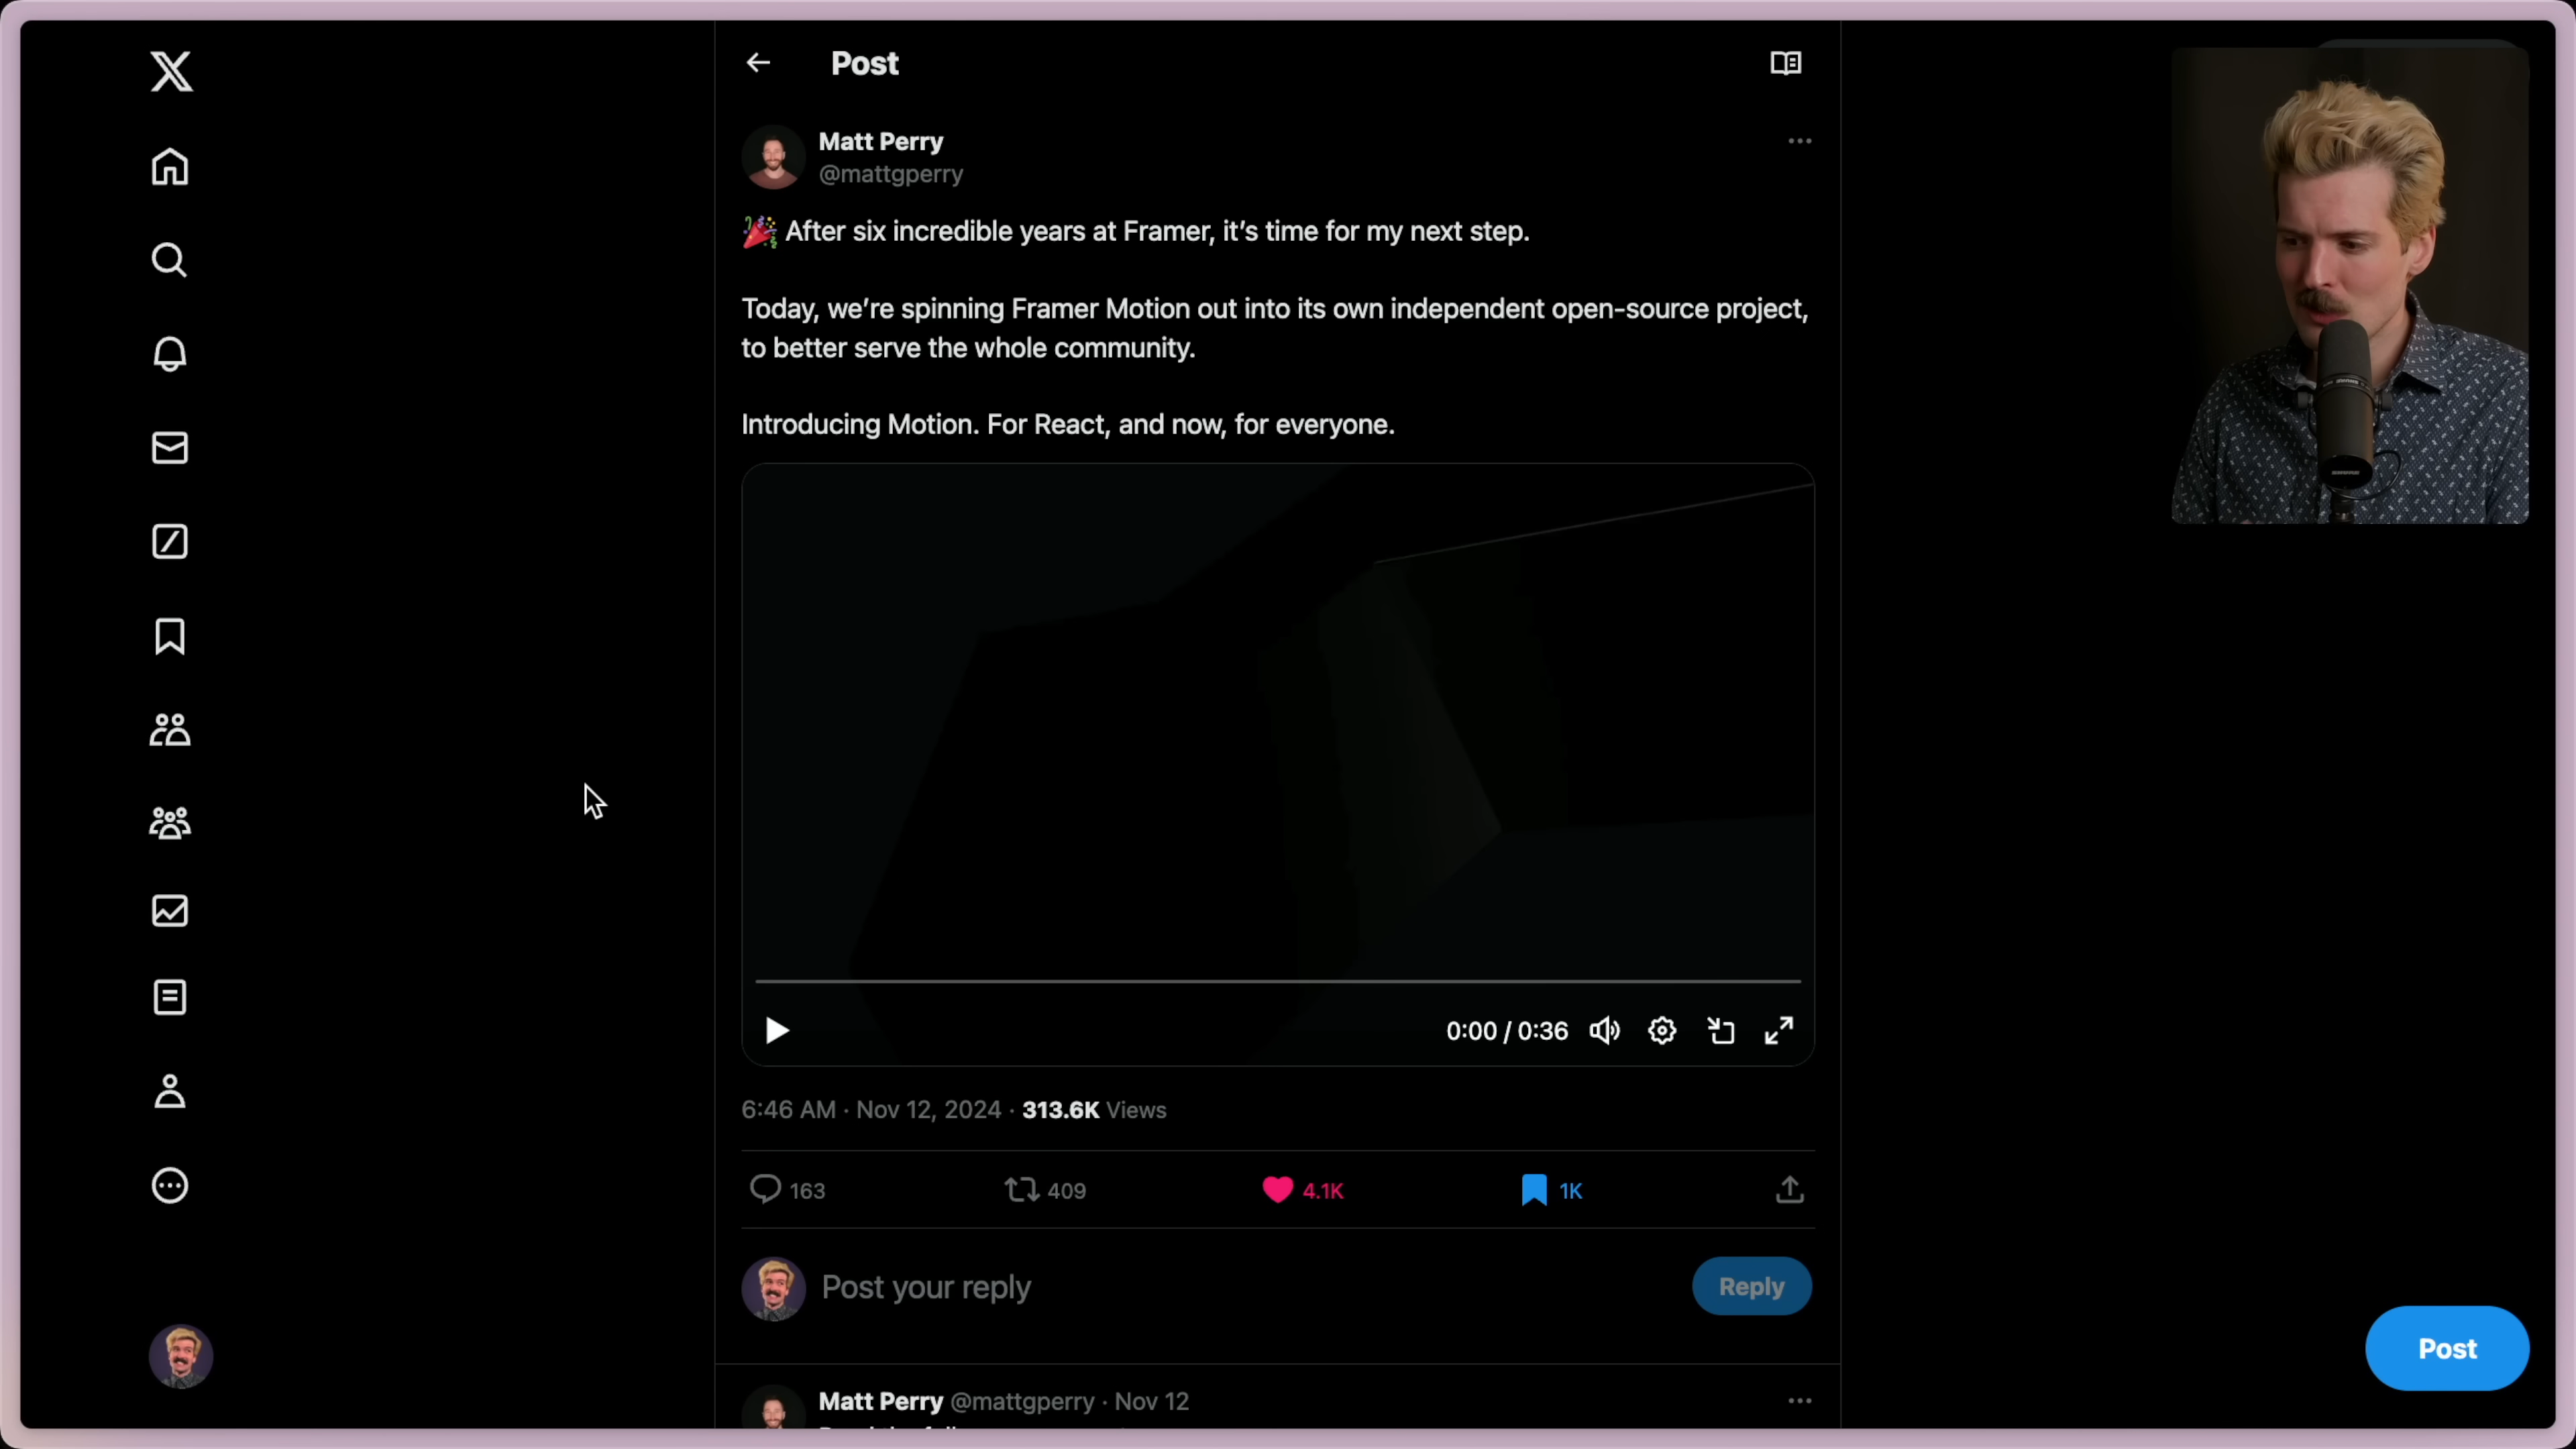 Post
Matt Perry
@mattgperry
🎉 After six incredible years at Framer, it’s time for my next step.
Today, we’re spinning Framer Motion out into its own independent open-source project,
to better serve the whole community.
Introducing Motion. For React, and now, for everyone.
0:00 / 0:36
6:46 AM · Nov 12, 2024 · 313.6K Views
163 409 4.1K 1K
Post your reply
Reply
Post
Matt Perry @mattgperry · Nov 12